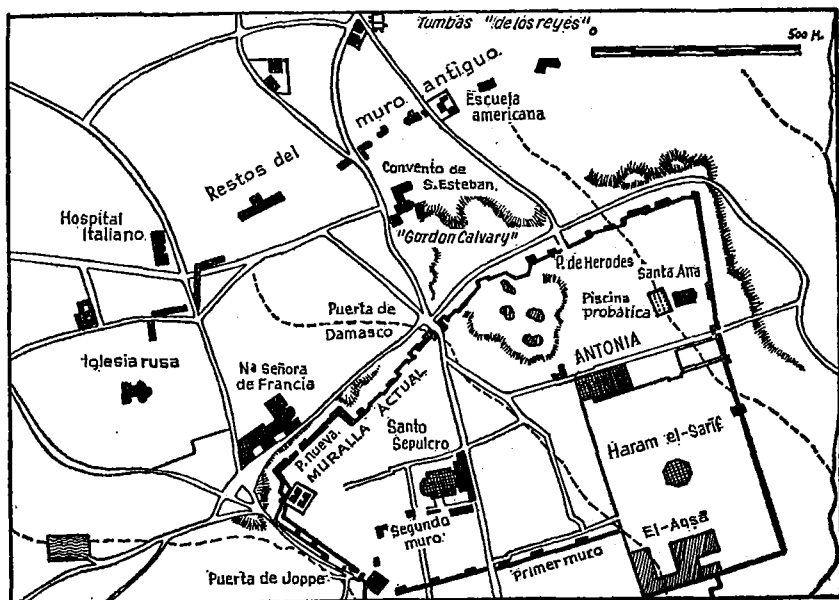 Tumbas "de los reyes"
0 500 M.
muro antiguo
Escuela
americana
Restos del
Convento de
S. Esteban.
Hospital
Italiano.
"Gordon Calvary"
P. de Herodes
Santa Ana
Piscina
probática
Puerta de
Damasco
ANTONIA
Iglesia rusa
Nª Señora
de Francia
P. nueva.
MURALLA ACTUAL
Santo
Sepulcro
Haram el-Sarif
Segundo
muro.
El-Aqsa
Primer muro
Puerta de Joppe